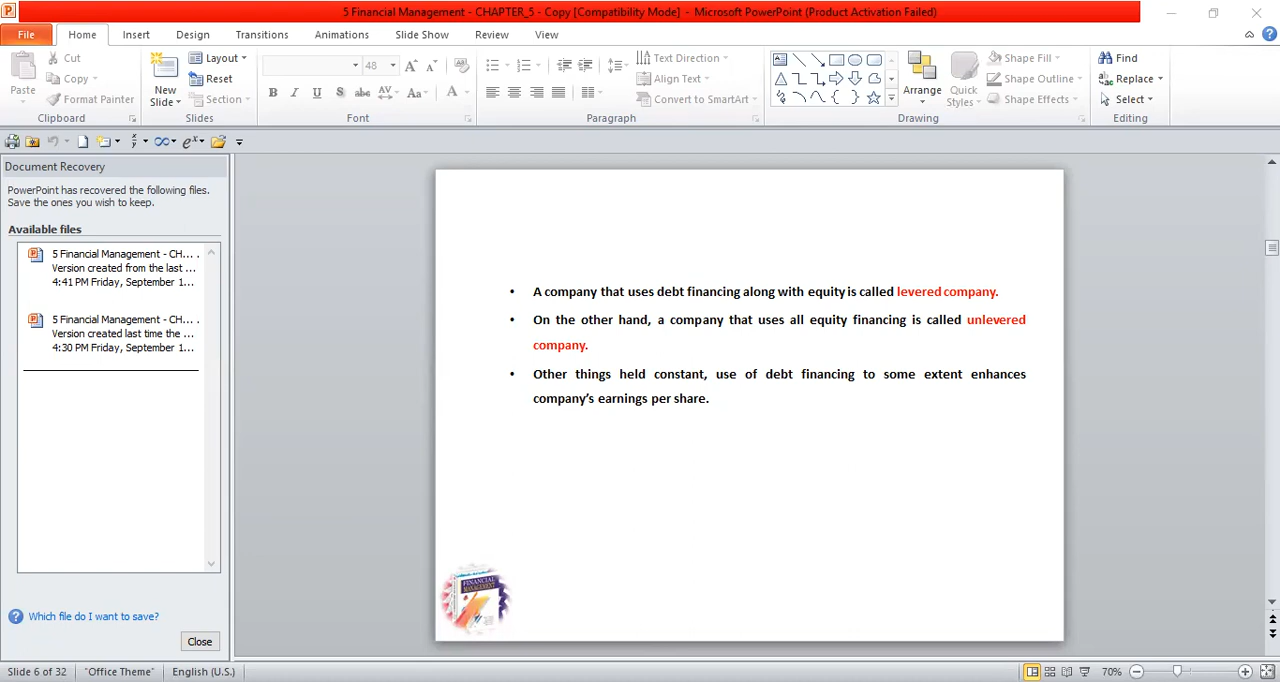 5 Financial Management - CHAPTER_5 - Copy [Compatibility Mode] - Microsoft PowerPoint (Product Activation Failed)
File Home Insert Design Transitions Animations Slide Show Review View
Paste
Cut
Copy
Format Painter
Clipboard
New Slide
Layout
Reset
Section
Slides
48
B I U S abc AV Aa A
Font
Text Direction
Align Text
Convert to SmartArt
Paragraph
Arrange
Quick Styles
Shape Fill
Shape Outline
Shape Effects
Drawing
Find
Replace
Select
Editing
Document Recovery
PowerPoint has recovered the following files.
Save the ones you wish to keep.
Available files
5 Financial Management - CH... .
Version created from the last ...
4:41 PM Friday, September 1...
5 Financial Management - CH... .
Version created last time the ...
4:30 PM Friday, September 1...
Which file do I want to save?
Close
• A company that uses debt financing along with equity is called levered company.
• On the other hand, a company that uses all equity financing is called unlevered
company.
• Other things held constant, use of debt financing to some extent enhances
company's earnings per share.
FINANCIAL
MANAGEMENT
Slide 6 of 32 "Office Theme" English (U.S.) 70%